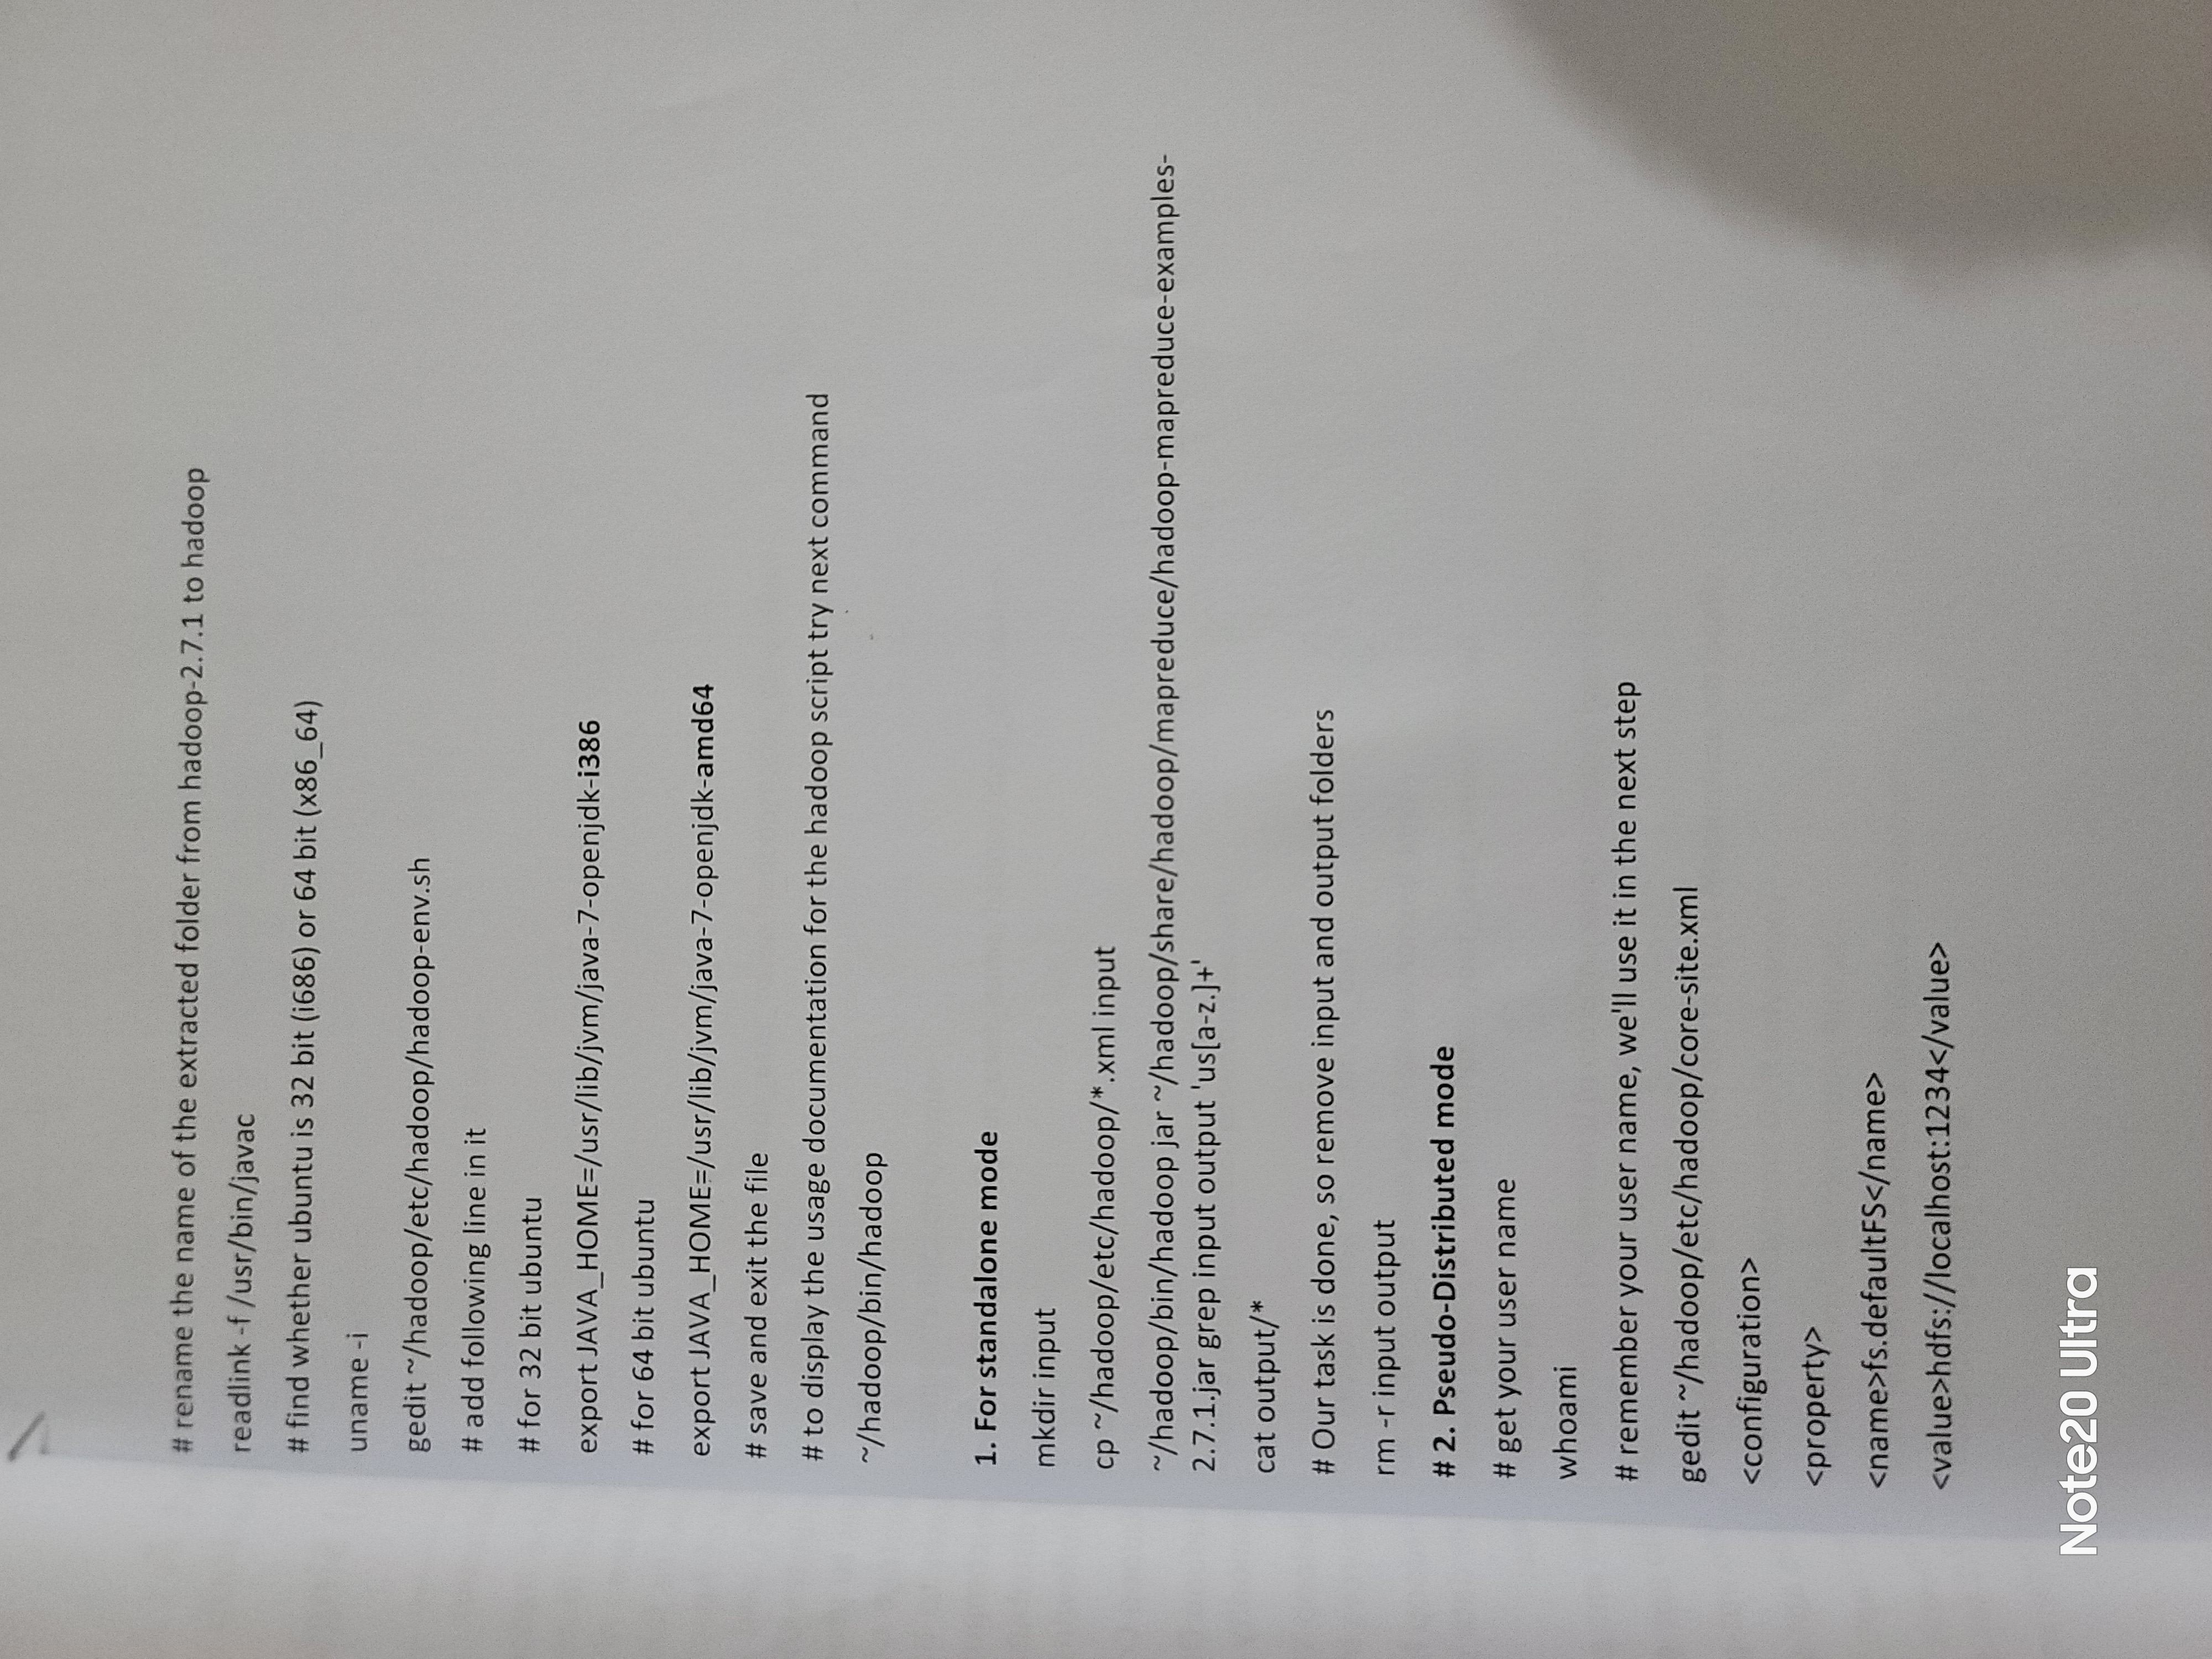 # rename the name of the extracted folder from hadoop-2.7.1 to hadoop
readlink -f /usr/bin/javac
# find whether ubuntu is 32 bit (i686) or 64 bit (x86_64)
uname -i
gedit ~/hadoop/etc/hadoop/hadoop-env.sh
# add following line in it
# for 32 bit ubuntu
export JAVA_HOME=/usr/lib/jvm/java-7-openjdk-i386
# for 64 bit ubuntu
export JAVA_HOME=/usr/lib/jvm/java-7-openjdk-amd64
# save and exit the file
# to display the usage documentation for the hadoop script try next command
~/hadoop/bin/hadoop
1. For standalone mode
mkdir input
cp ~/hadoop/etc/hadoop/*.xml input
~/hadoop/bin/hadoop jar ~/hadoop/share/hadoop/mapreduce/hadoop-mapreduce-examples-
2.7.1.jar grep input output 'us[a-z.]+'
cat output/*
# Our task is done, so remove input and output folders
rm -r input output
# 2. Pseudo-Distributed mode
# get your user name
whoami
# remember your user name, we'll use it in the next step
gedit ~/hadoop/etc/hadoop/core-site.xml
<configuration>
<property>
<name>fs.defaultFS</name>
<value>hdfs://localhost:1234</value>
Note20 Ultra